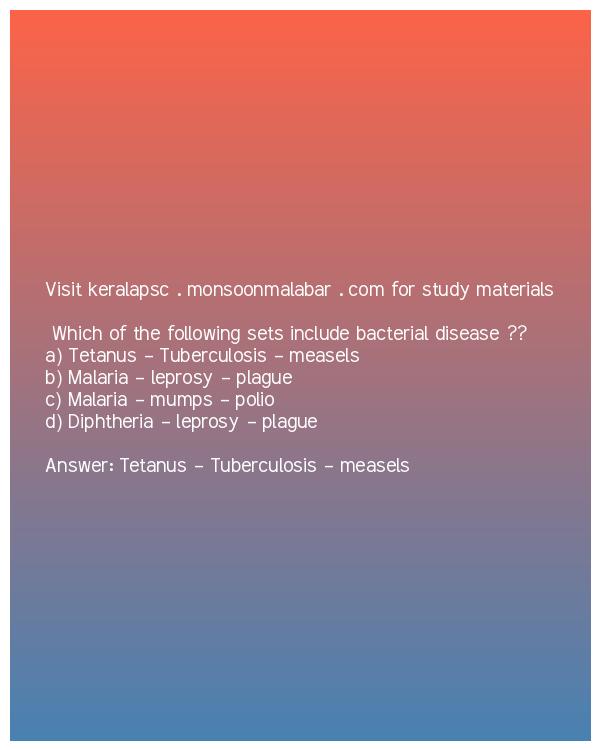 Visit keralapsc . monsoonmalabar . com for study materials
Which of the following sets include bacterial disease ??
a) Tetanus - Tuberculosis - measels
b) Malaria - leprosy - plague
c) Malaria - mumps - polio
d) Diphtheria - leprosy - plague
Answer: Tetanus - Tuberculosis - measels